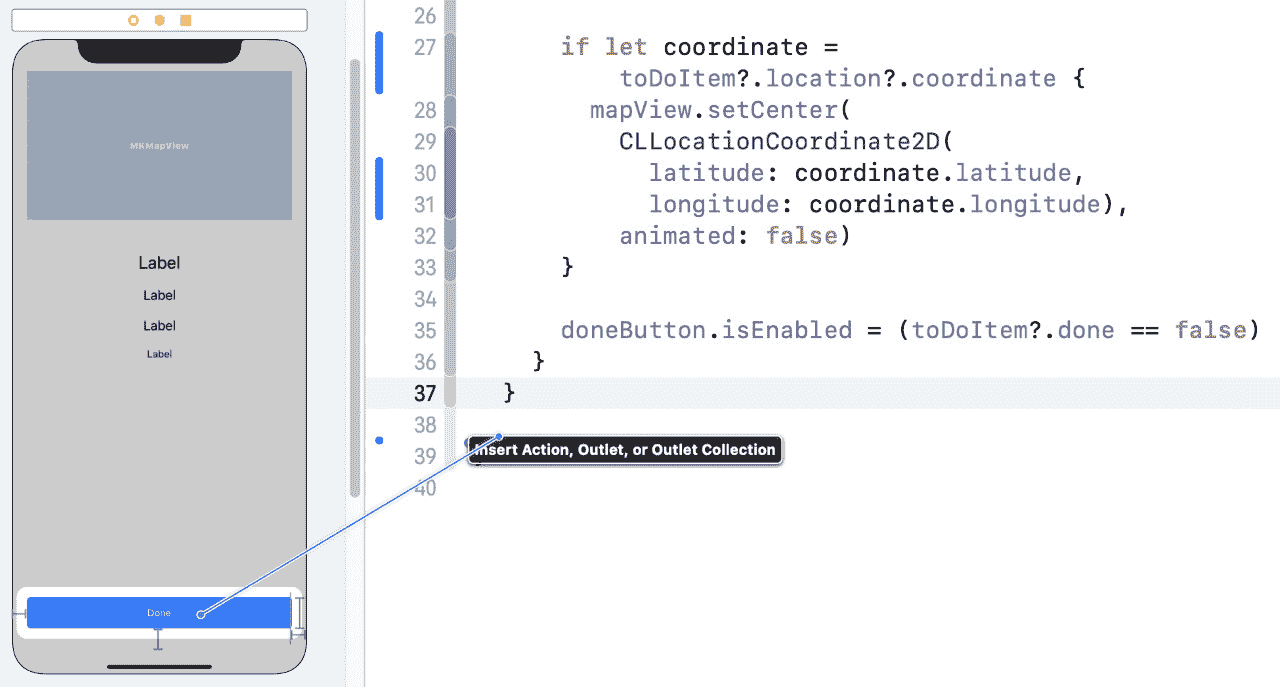 MKMapView
Label
Label
Label
Label
Done
26
27 if let coordinate =
toDoItem?.location?.coordinate {
28 mapView.setCenter(
29 CLLocationCoordinate2D(
30 latitude: coordinate.latitude,
31 longitude: coordinate.longitude),
32 animated: false)
33 }
34
35 doneButton.isEnabled = (toDoItem?.done == false)
36 }
37 }
38
39 Insert Action, Outlet, or Outlet Collection
40